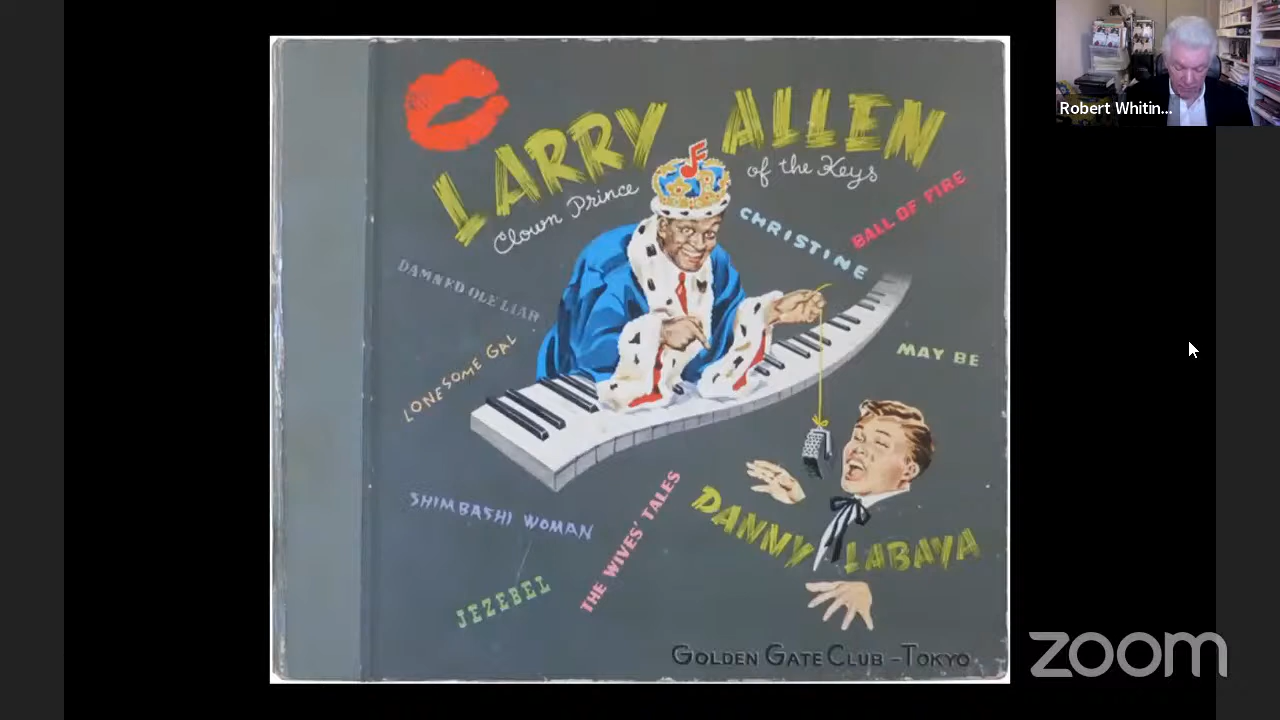 Robert Whitin...
LARRY ALLEN
Clown Prince of the Keys
CHRISTINE
BALL OF FIRE
DAMNED OLE LIAR
LONESOME GAL
MAY BE
SHIMBASHI WOMAN
THE WIVES' TALES
JEZEBEL
DANNY LABAYA
GOLDEN GATE CLUB - TOKYO
zoom